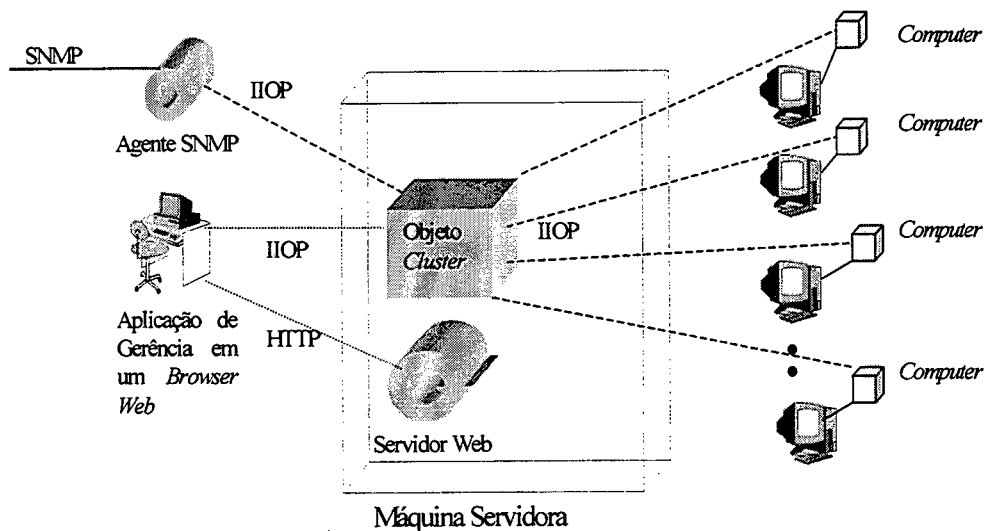 SNMP
IIOP
Agente SNMP
IIOP
HTTP
Aplicação de
Gerência em
um Browser
Web
Objeto
Cluster
IIOP
Servidor Web
Máquina Servidora
Computer
Computer
Computer
Computer